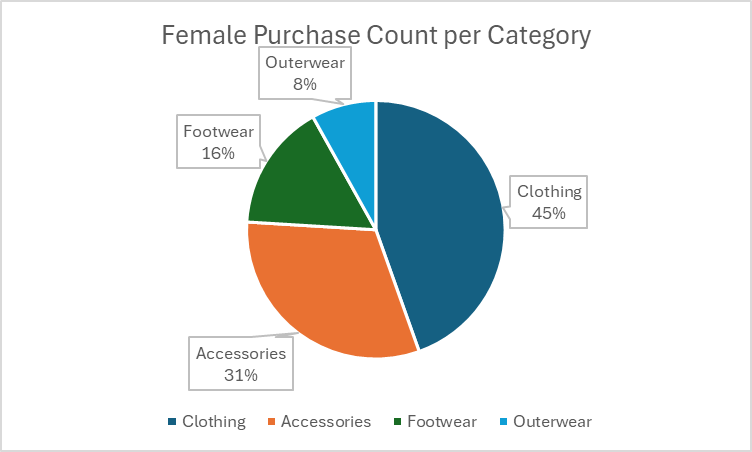 Female Purchase Count per Category
Outerwear
8%
Footwear
16%
Clothing
45%
Accessories
31%
Clothing
Accessories
Footwear
Outerwear